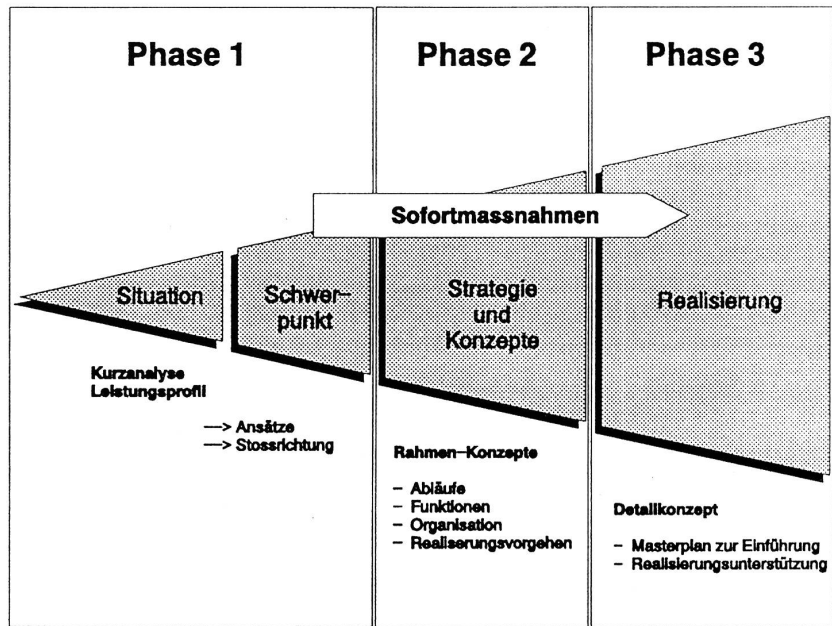 Phase 1
Phase 2
Phase 3
Sofortmassnahmen
Situation
Schwer-
punkt
Strategie
und
Konzepte
Realisierung
Kurzanalyse
Leistungsprofil
—> Ansätze
—> Stossrichtung
Rahmen-Konzepte
- Abläufe
- Funktionen
- Organisation
- Realiserungsvorgehen
Detailkonzept
- Masterplan zur Einführung
- Realisierungsunterstützung